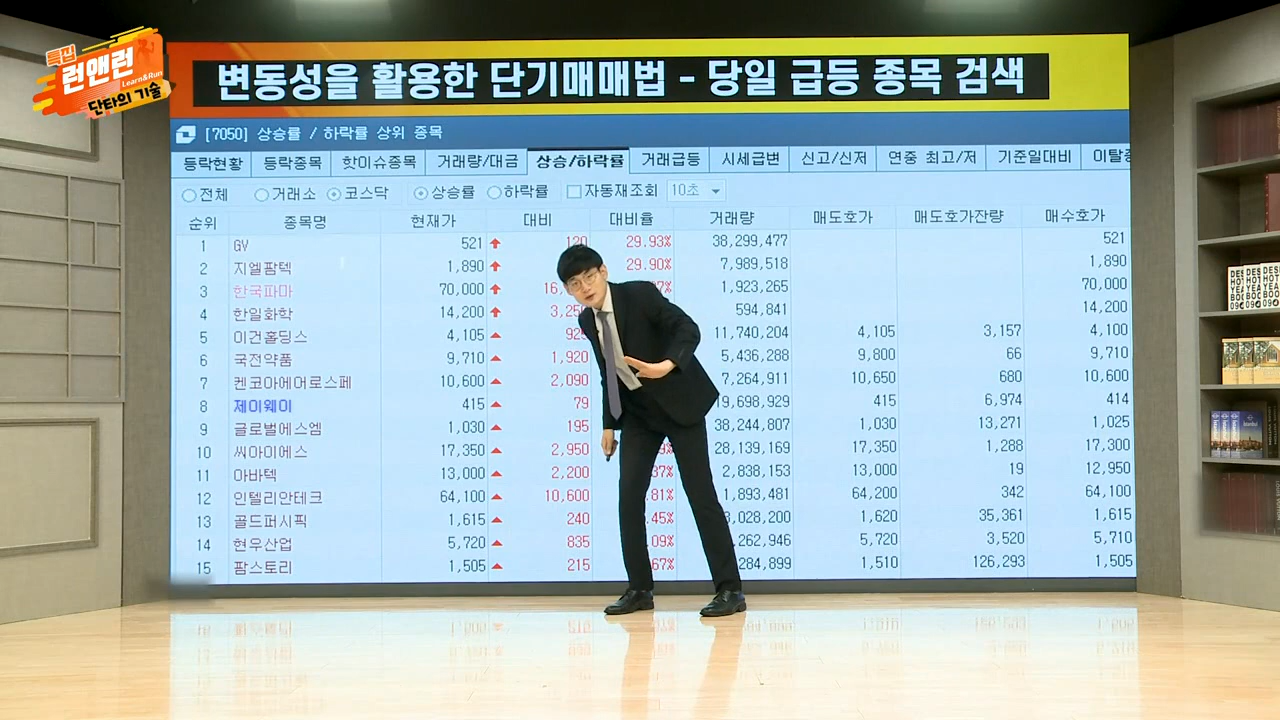 특집
런앤런
Learn&Run
단타의 기술
변동성을 활용한 단기매매법 - 당일 급등 종목 검색
[7050] 상승률 / 하락률 상위 종목
등락현황 등락종목 핫이슈종목 거래량/대금 상승/하락률 거래급등 시세급변 신고/신저 연중 최고/저 기준일대비 이탈
전체 거래소 코스닥 상승률 하락률 자동재조회 10초
순위 종목명 현재가 대비 대비율 거래량 매도호가 매도호가잔량 매수호가
1 GV 521 120 29.93% 38,299,477 521
2 지엘팜텍 1,890 29.90% 7,989,518 1,890
3 한국파마 70,000 16, 7% 1,923,265 70,000
4 한일화학 14,200 3,250 594,841 14,200
5 이건홀딩스 4,105 925 11,740,204 4,105 3,157 4,100
6 국전약품 9,710 1,920 5,436,288 9,800 66 9,710
7 켄코아에어로스페 10,600 2,090 7,264,911 10,650 680 10,600
8 제이웨이 415 79 19,698,929 415 6,974 414
9 글로벌에스엠 1,030 195 38,244,807 1,030 13,271 1,025
10 씨아이에스 17,350 2,950 % 28,139,169 17,350 1,288 17,300
11 아바텍 13,000 2,200 37% 2,838,153 13,000 19 12,950
12 인텔리안테크 64,100 10,600 .81% 1,893,481 64,200 342 64,100
13 골드퍼시픽 1,615 240 .45% 3,028,200 1,620 35,361 1,615
14 현우산업 5,720 835 .09% ,262,946 5,720 3,520 5,710
15 팜스토리 1,505 215 .67% 284,899 1,510 126,293 1,505